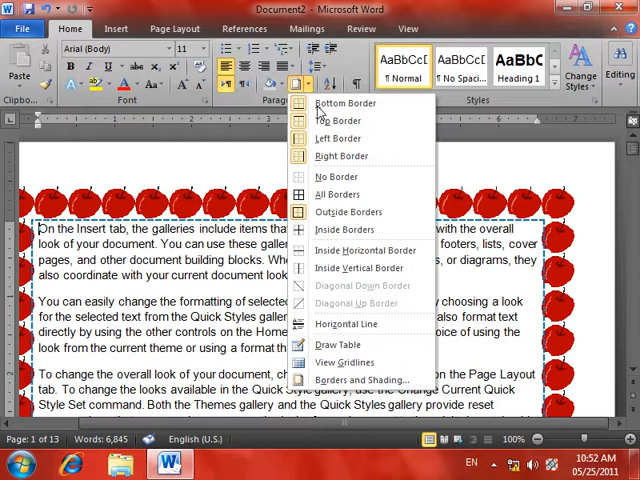 Document2 - Microsoft Word
File Home Insert Page Layout References Mailings Review View
Arial (Body) 11
Paste
Clipb... Font Parag
AaBbCcI AaBbCcI AaBbC
¶ Normal ¶ No Spaci... Heading 1
Change Styles
Editing
Styles
Bottom Border
Top Border
Left Border
Right Border
No Border
All Borders
Outside Borders
Inside Borders
Inside Horizontal Border
Inside Vertical Border
Diagonal Down Border
Diagonal Up Border
Horizontal Line
Draw Table
View Gridlines
Borders and Shading...
On the Insert tab, the galleries include items tha with the overall
look of your document. You can use these galle footers, lists, cover
pages, and other document building blocks. Wh s, or diagrams, they
also coordinate with your current document look
You can easily change the formatting of selecte y choosing a look
for the selected text from the Quick Styles galler also format text
directly by using the other controls on the Home oice of using the
look from the current theme or using a format tha
To change the overall look of your document, ch on the Page Layout
tab. To change the looks available in the Quick Style gallery, use the Change Current Quick
Style Set command. Both the Themes gallery and the Quick Styles gallery provide reset
Page: 1 of 13 Words: 6,845 English (U.S.) 100%
EN 10:52 AM
05/25/2011